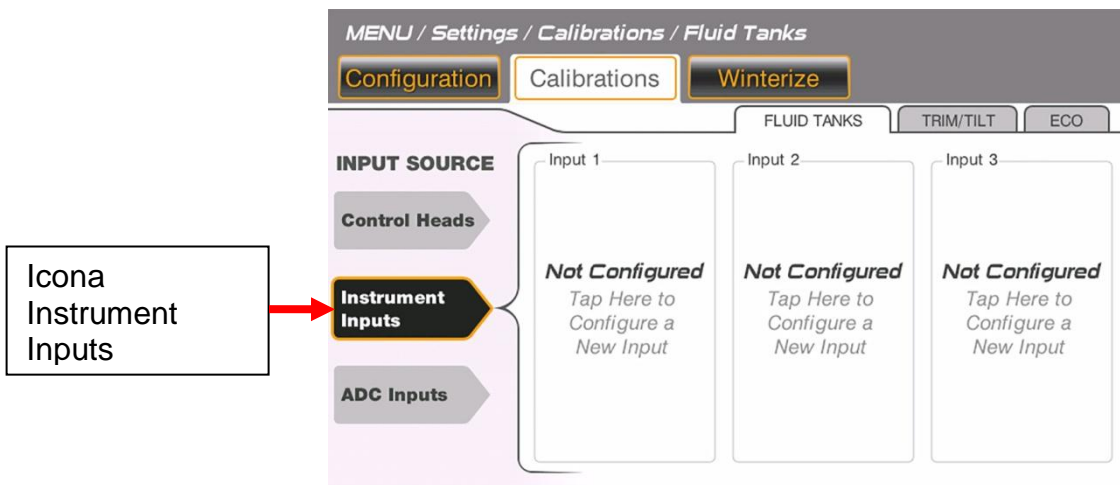 MENU / Settings / Calibrations / Fluid Tanks
Configuration
Calibrations
Winterize
FLUID TANKS
TRIM/TILT
ECO
INPUT SOURCE
Control Heads
Instrument
Inputs
ADC Inputs
Input 1
Not Configured
Tap Here to
Configure a
New Input
Input 2
Not Configured
Tap Here to
Configure a
New Input
Input 3
Not Configured
Tap Here to
Configure a
New Input
Icona
Instrument
Inputs